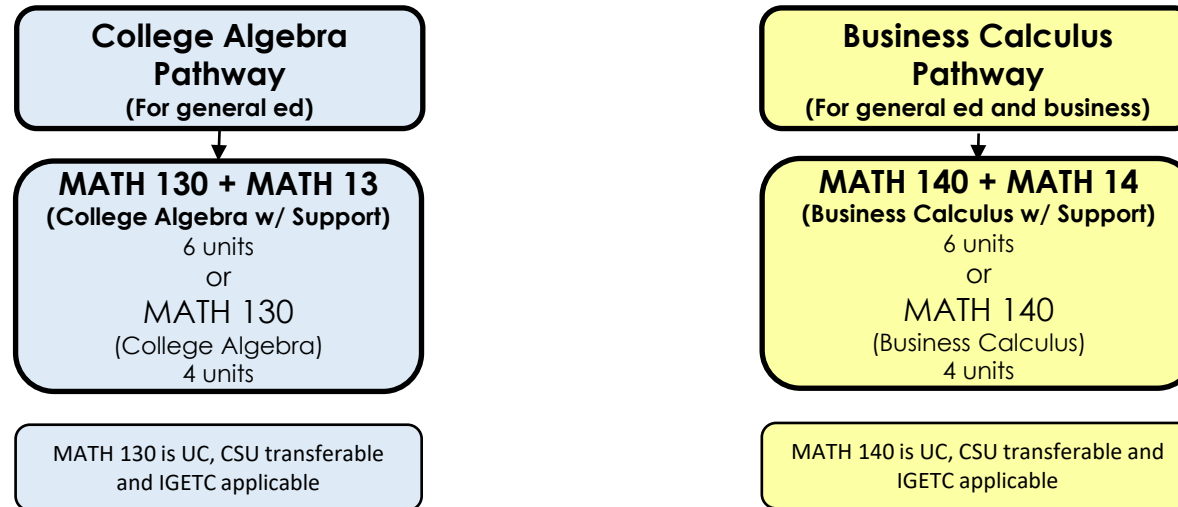 College Algebra
Pathway
(For general ed)
MATH 130 + MATH 13
(College Algebra w/ Support)
6 units
or
MATH 130
(College Algebra)
4 units
MATH 130 is UC, CSU transferable
and IGETC applicable
Business Calculus
Pathway
(For general ed and business)
MATH 140 + MATH 14
(Business Calculus w/ Support)
6 units
or
MATH 140
(Business Calculus)
4 units
MATH 140 is UC, CSU transferable and
IGETC applicable